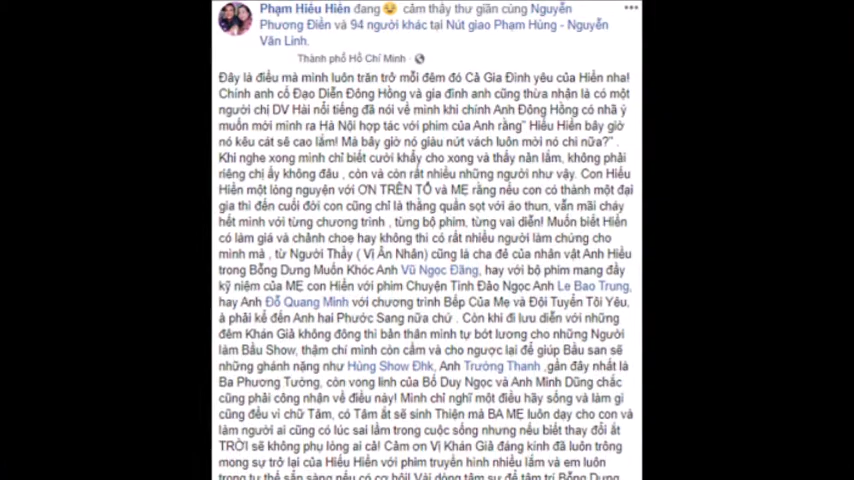 Phạm Hiếu Hiền đang 😌 cảm thấy thư giãn cùng Nguyễn
Phương Điền và 94 người khác tại Nút giao Phạm Hùng - Nguyễn
Văn Linh.
Thành phố Hồ Chí Minh ·
Đây là điều mà mình luôn trăn trở mỗi đêm đó Cả Gia Đình yêu của Hiền nha!
Chính anh cố Đạo Diễn Đông Hồng và gia đình anh cũng thừa nhận là có một
người chị DV Hài nổi tiếng đã nói về mình khi chính Anh Đông Hồng có nhã ý
muốn mời mình ra Hà Nội hợp tác với phim của Anh rằng" Hiếu Hiền bây giờ
nó kêu cát sê cao lắm! Mà bây giờ nó giàu nứt vách luôn mời nó chi nữa?" .
Khi nghe xong mình chỉ biết cười khẩy cho xong và thấy nản lắm, không phải
riêng chị ấy không đâu , còn và còn rất nhiều những người như vậy. Con Hiếu
Hiền một lòng nguyện với ƠN TRÊN TỔ và MẸ rằng nếu con có thành một đại
gia thì đến cuối đời con cũng chỉ là thằng quần sọt với áo thun, vẫn mãi cháy
hết mình với từng chương trình , từng bộ phim, từng vai diễn! Muốn biết Hiền
có làm giá và chảnh choẹ hay không thì có rất nhiều người làm chứng cho
mình mà , từ Người Thầy ( Vị Ân Nhân) cũng là cha đẻ của nhân vật Anh Hiếu
trong Bỗng Dưng Muốn Khóc Anh Vũ Ngọc Đãng, hay với bộ phim mang đầy
kỹ niệm của MẸ con Hiền với phim Chuyện Tình Đảo Ngọc Anh Le Bao Trung,
hay Anh Đỗ Quang Minh với chương trình Bếp Của Mẹ và Đội Tuyển Tôi Yêu,
à phải kể đến Anh hai Phước Sang nữa chứ . Còn khi đi lưu diễn với những
đêm Khán Giả không đông thì bản thân mình tự bớt lương cho những Người
làm Bầu Show, thậm chí mình còn cầm và cho ngược lại để giúp Bầu san sẽ
những ghánh nặng như Hùng Show Đhk, Anh Trường Thanh ,gần đây nhất là
Ba Phương Tường, còn vong linh của Bố Duy Ngọc và Anh Minh Dũng chắc
cũng phải công nhận về điều này! Mình chỉ nghĩ một điều hãy sống và làm gì
cũng đều vì chữ Tâm, có Tâm ắt sẽ sinh Thiện mà BA MẸ luôn dạy cho con và
làm người ai cũng có lúc sai lầm trong cuộc sống nhưng nếu biết thay đổi ắt
TRỜI sẽ không phụ lòng ai cả! Cảm ơn Vị Khán Giả đáng kính đã luôn trông
mong sự trở lại của Hiếu Hiền với phim truyền hình nhiều lắm và em luôn
trong tư thế sẵn sàng nếu có cơ hội! Vài dòng tâm sự để tâm trí Bỗng Dưng